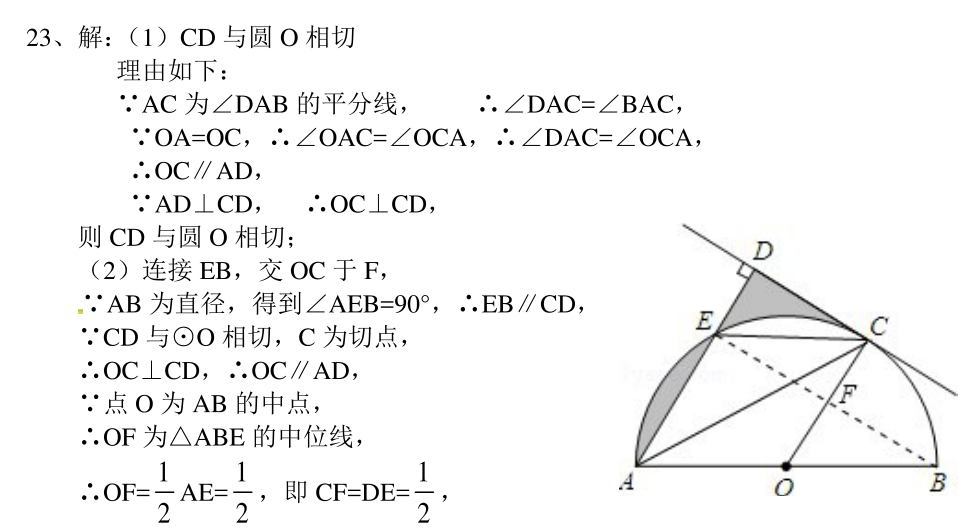 23、解：（1）CD 与圆 O 相切
理由如下：
∵AC 为∠DAB 的平分线， ∴∠DAC=∠BAC，
∵OA=OC，∴∠OAC=∠OCA，∴∠DAC=∠OCA，
∴OC∥AD，
∵AD⊥CD， ∴OC⊥CD，
则 CD 与圆 O 相切；
（2）连接 EB，交 OC 于 F，
∵AB 为直径，得到∠AEB=90°，∴EB∥CD，
∵CD 与⊙O 相切，C 为切点，
∴OC⊥CD，∴OC∥AD，
∵点 O 为 AB 的中点，
∴OF 为△ABE 的中位线，
∴OF=1/2 AE=1/2，即 CF=DE=1/2，
D
E
C
F
A
O
B